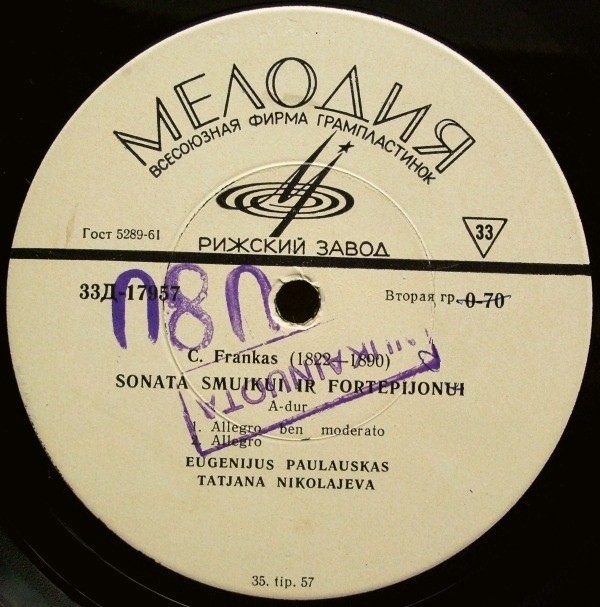 МЕЛОДИЯ
ВСЕСОЮЗНАЯ ФИРМА ГРАМПЛАСТИНОК
РИЖСКИЙ ЗАВОД
Гост 5289-61
33
33Д-17957
Вторая гр. 0-70
C. Frankas (1822—1890)
SONATA SMUIKUI IR FORTEPIJONUI
A-dur
1. Allegro ben moderato
2. Allegro
EUGENIJUS PAULAUSKAS
TATJANA NIKOLAJEVA
35. tip. 57